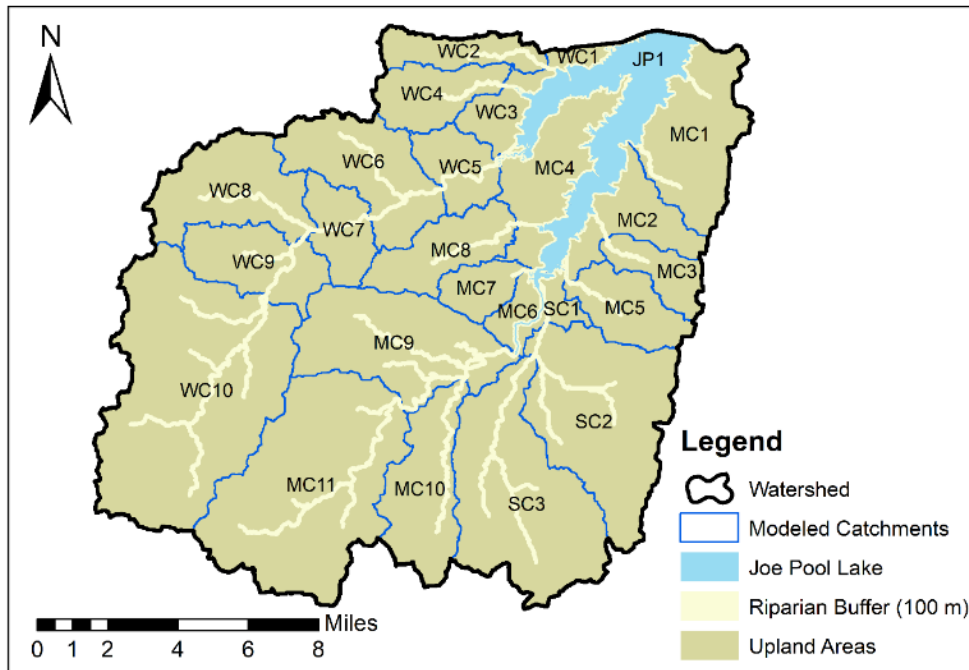 N
WC2
WC1
JP1
WC4
WC3
MC1
WC6
WC5
MC4
WC8
WC7
MC2
MC8
WC9
MC3
MC7
MC5
MC6
SC1
MC9
WC10
SC2
MC11
MC10
SC3
Legend
Watershed
Modeled Catchments
Joe Pool Lake
Riparian Buffer (100 m)
Upland Areas
Miles
0 1 2 4 6 8